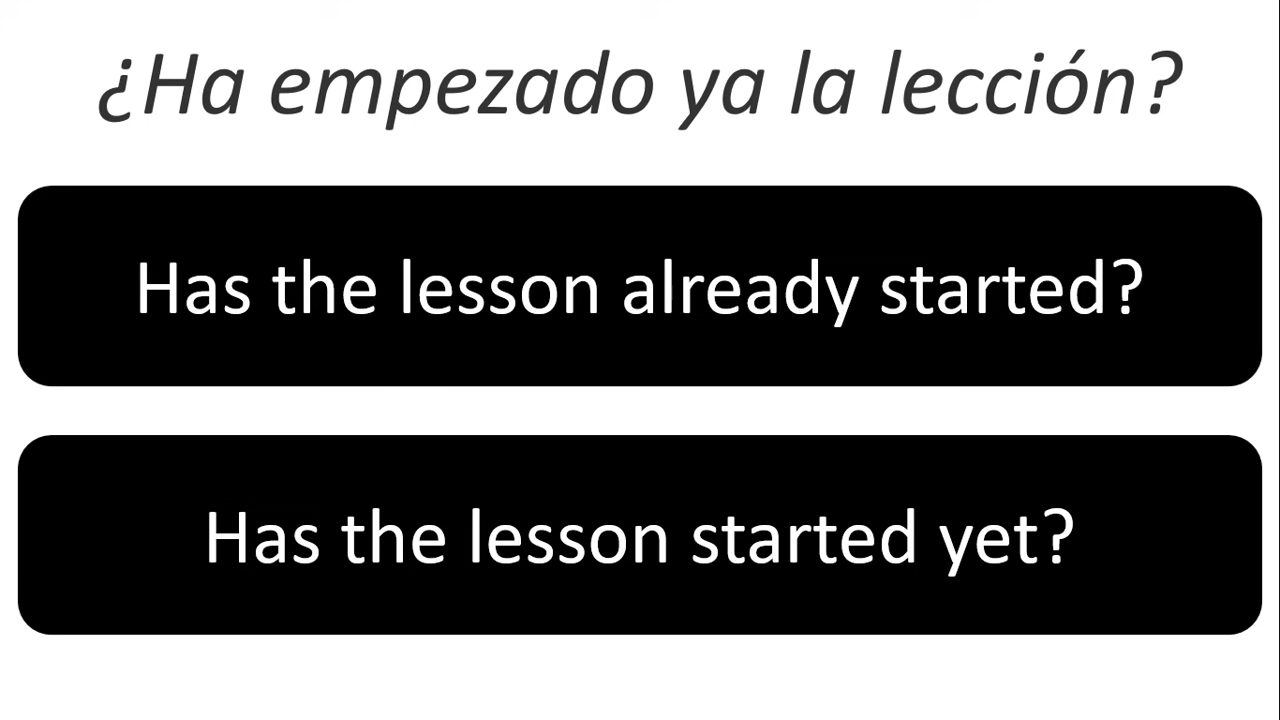 ¿Ha empezado ya la lección?
Has the lesson already started?
Has the lesson started yet?